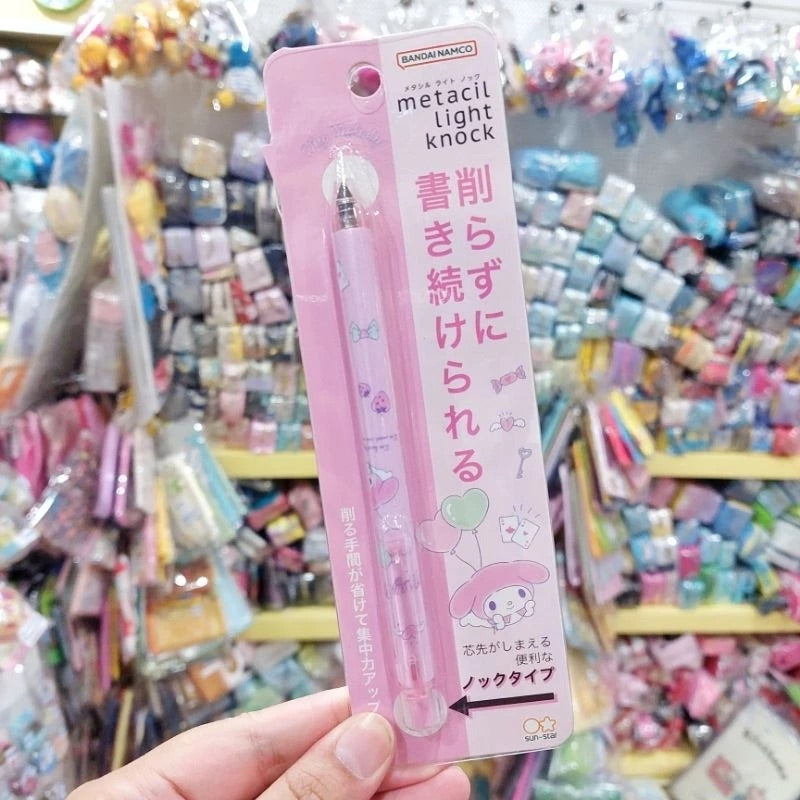 BANDAI NAMCO
メタシル ライト ノック
metacil
light
knock
My Melody
削らずに
書き続けられる
削る手間が省けて集中力アップ
芯先がしまえる
便利な
ノックタイプ
sun-star